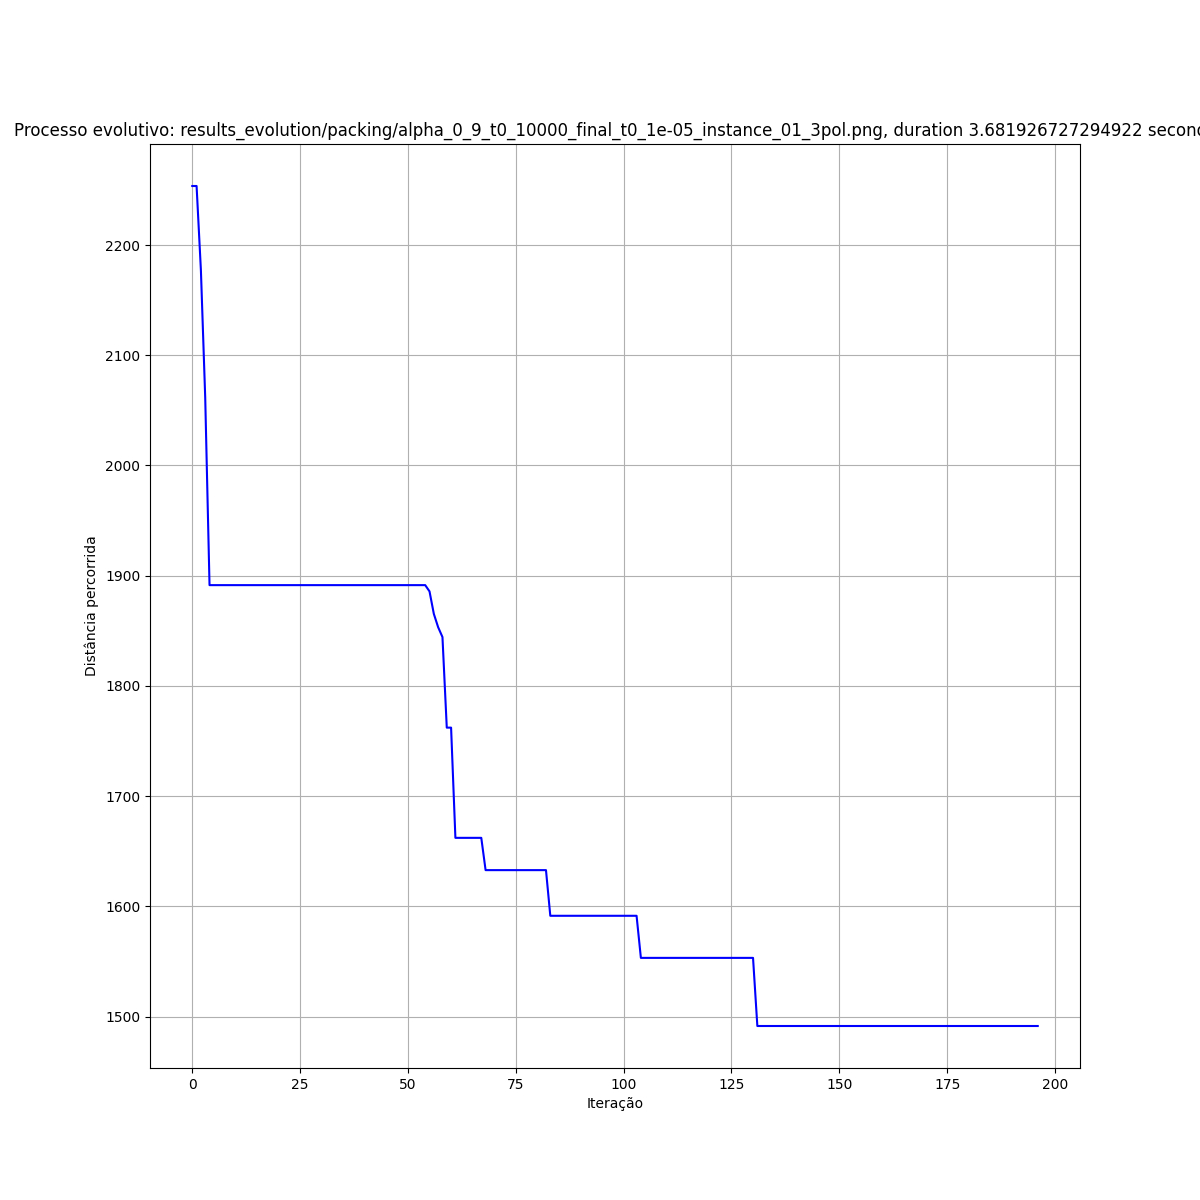 Processo evolutivo: results_evolution/packing/alpha_0_9_t0_10000_final_t0_1e-05_instance_01_3pol.png, duration 3.681926727294922
2200
2100
2000
1900
1800
1700
1600
1500
Distância percorrida
0 25 50 75 100 125 150 175 200
Iteração